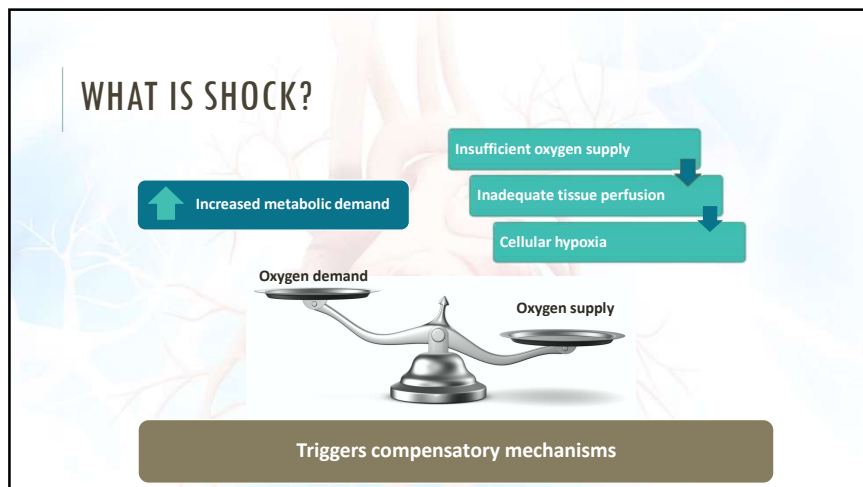 WHAT IS SHOCK?
Insufficient oxygen supply
Increased metabolic demand
Inadequate tissue perfusion
Cellular hypoxia
Oxygen demand
Oxygen supply
Triggers compensatory mechanisms